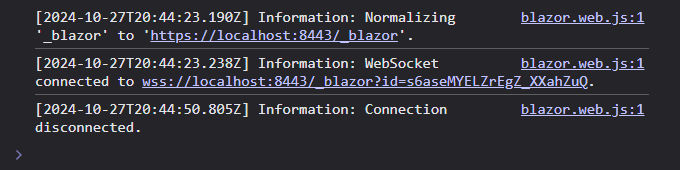 [2024-10-27T20:44:23.190Z] Information: Normalizing blazor.web.js:1
'_blazor' to 'https://localhost:8443/_blazor'.
[2024-10-27T20:44:23.238Z] Information: WebSocket blazor.web.js:1
connected to wss://localhost:8443/_blazor?id=s6aseMYELZrEgZ_XXahZuQ.
[2024-10-27T20:44:50.805Z] Information: Connection blazor.web.js:1
disconnected.